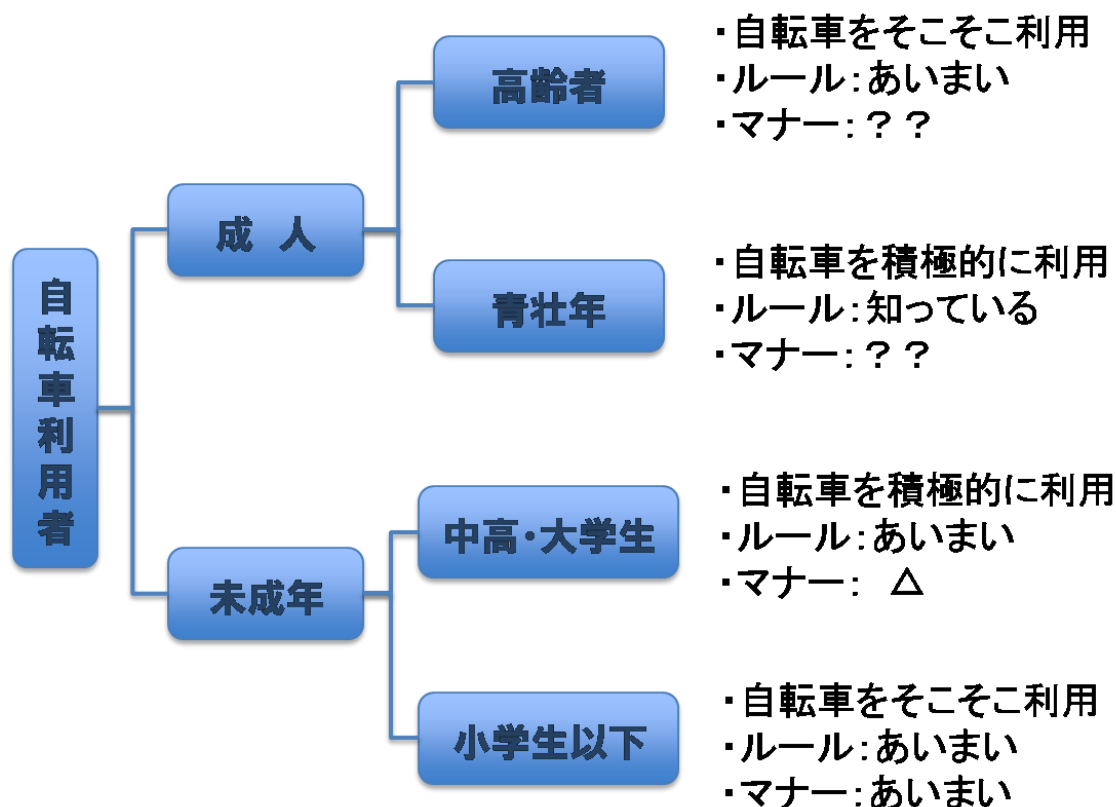 自転車利用者
成 人
高齢者
・自転車をそこそこ利用
・ルール：あいまい
・マナー：？？
青壮年
・自転車を積極的に利用
・ルール：知っている
・マナー：？？
未成年
中高・大学生
・自転車を積極的に利用
・ルール：あいまい
・マナー： △
小学生以下
・自転車をそこそこ利用
・ルール：あいまい
・マナー：あいまい